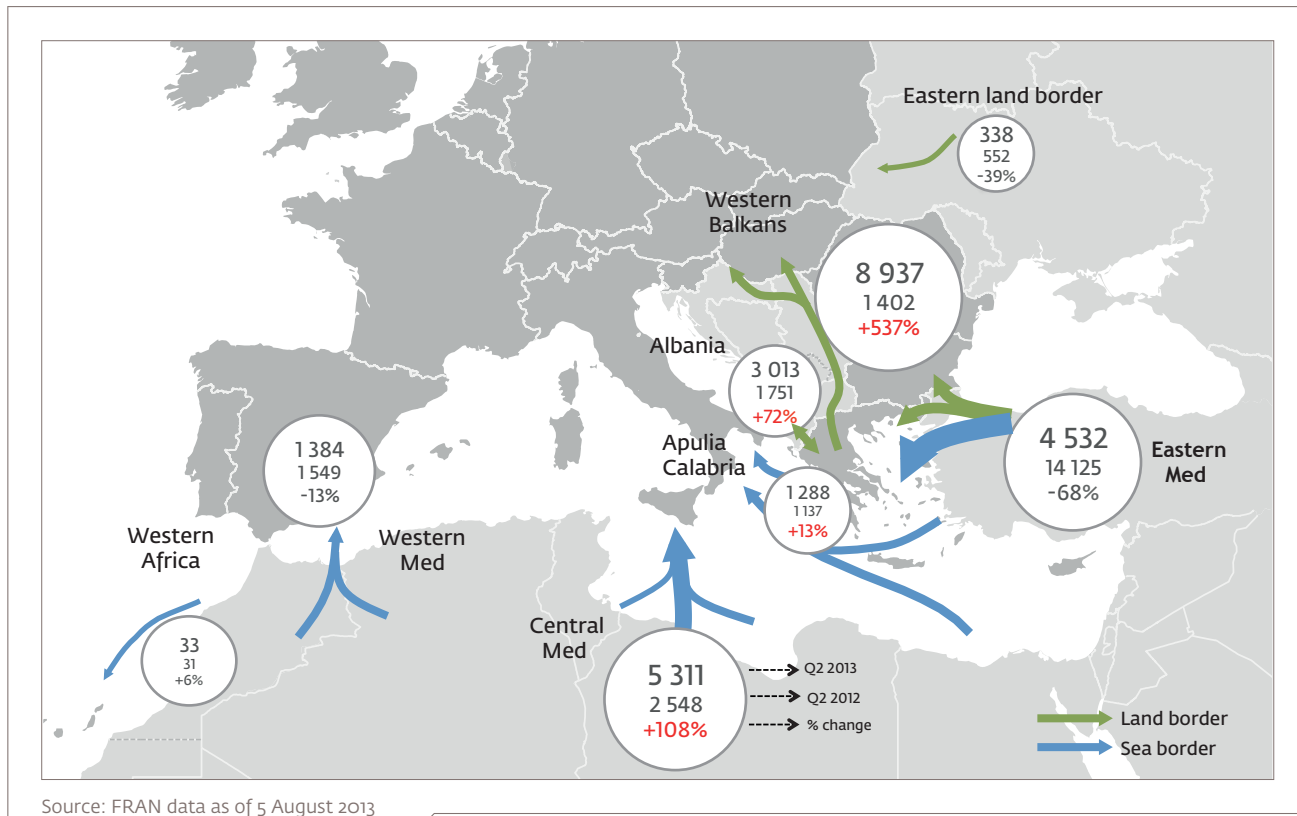 Eastern land border
338
552
-39%
Western
Balkans
8 937
1 402
+537%
Albania
3 013
1 751
+72%
Apulia
Calabria
1 288
1 137
+13%
4 532
14 125
-68%
Eastern
Med
1 384
1 549
-13%
Western
Africa
Western
Med
33
31
+6%
Central
Med
5 311
2 548
+108%
Q2 2013
Q2 2012
% change
Land border
Sea border
Source: FRAN data as of 5 August 2013